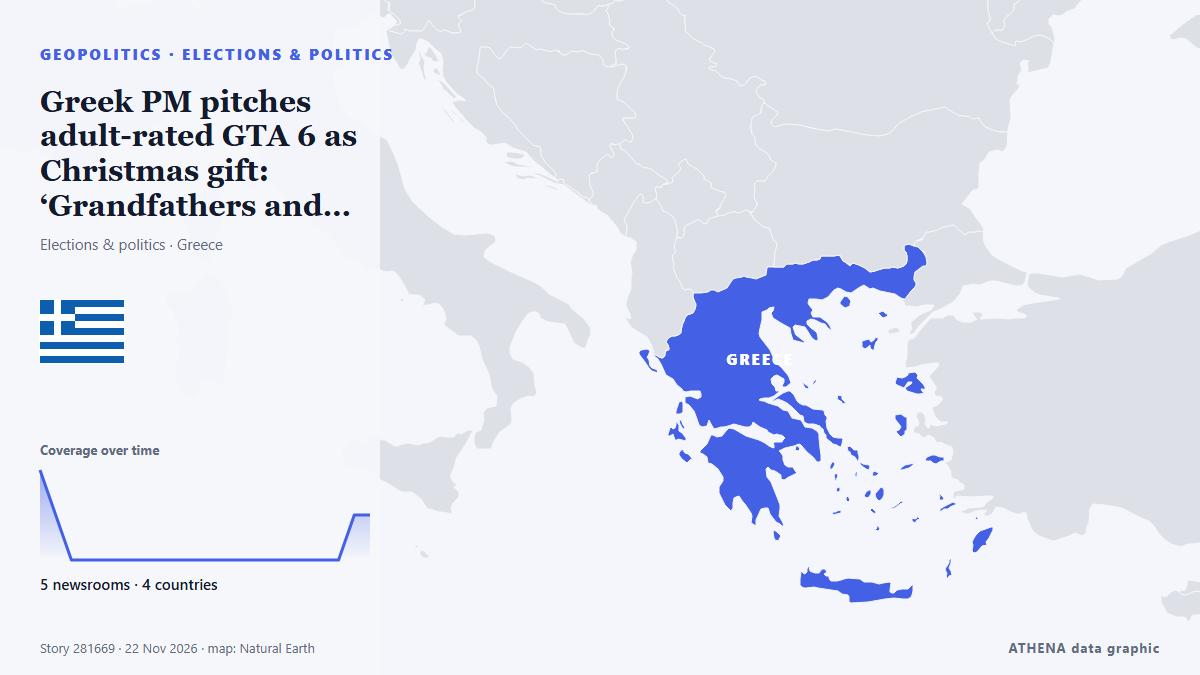 GEOPOLITICS · ELECTIONS & POLITICS
Greek PM pitches
adult-rated GTA 6 as
Christmas gift:
‘Grandfathers and...
Elections & politics · Greece
GREECE
Coverage over time
5 newsrooms · 4 countries
Story 281669 · 22 Nov 2026 · map: Natural Earth
ATHENA data graphic